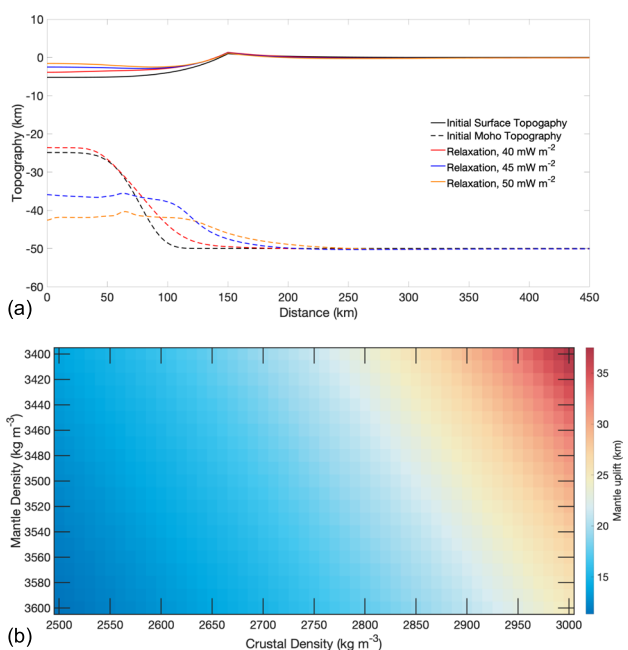 20
10
0
-10
-20
-30
-40
-50
-60
Topography (km)
Initial Surface Topogaphy
Initial Moho Topography
Relaxation, 40 mW m⁻²
Relaxation, 45 mW m⁻²
Relaxation, 50 mW m⁻²
0 50 100 150 200 250 300 350 400 450
Distance (km)
(a)
3400
3420
3440
3460
3480
3500
3520
3540
3560
3580
3600
Mantle Density (kg m⁻³)
2500 2550 2600 2650 2700 2750 2800 2850 2900 2950 3000
Crustal Density (kg m⁻³)
35
30
25
20
15
Mantle uplift (km)
(b)